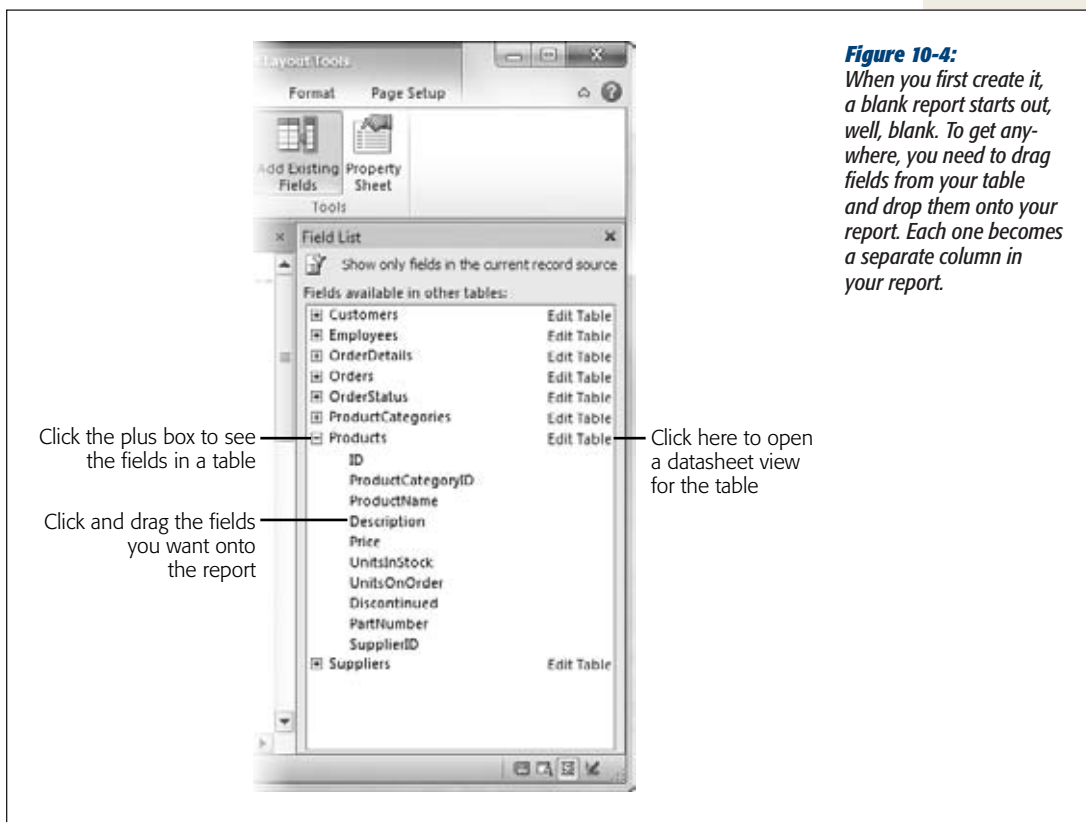 Layout Tools
Format Page Setup
Add Existing Fields
Property Sheet
Tools
Field List
Show only fields in the current record source
Fields available in other tables:
Customers Edit Table
Employees Edit Table
OrderDetails Edit Table
Orders Edit Table
OrderStatus Edit Table
ProductCategories Edit Table
Products Edit Table
ID
ProductCategoryID
ProductName
Description
Price
UnitsInStock
UnitsOnOrder
Discontinued
PartNumber
SupplierID
Suppliers Edit Table
Click the plus box to see
the fields in a table
Click and drag the fields
you want onto
the report
Click here to open
a datasheet view
for the table
Figure 10-4:
When you first create it,
a blank report starts out,
well, blank. To get any-
where, you need to drag
fields from your table
and drop them onto your
report. Each one becomes
a separate column in
your report.